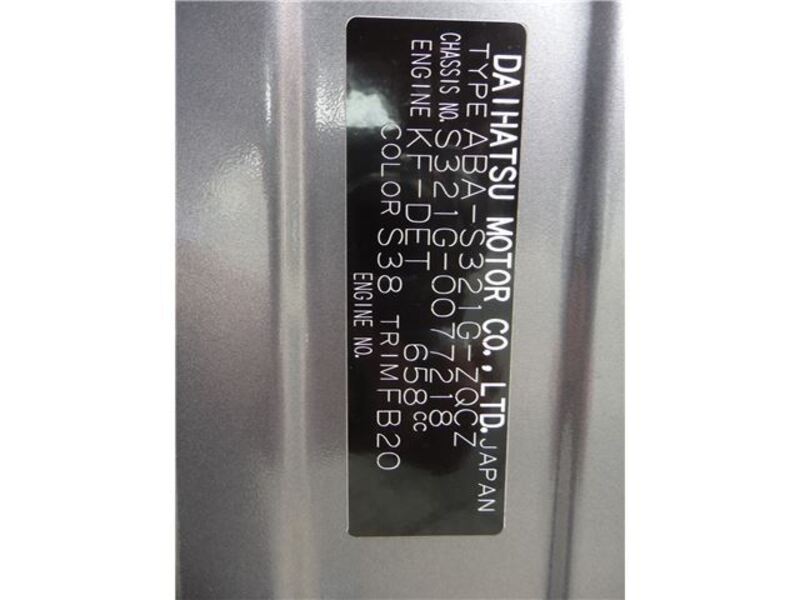 DAIHATSU MOTOR CO., LTD. JAPAN
TYPE ABA-S321G-ZQCZ
CHASSIS NO. S321G-0077218
ENGINE KF-DET 658cc
COLOR S38 TRIM FB20
ENGINE NO.